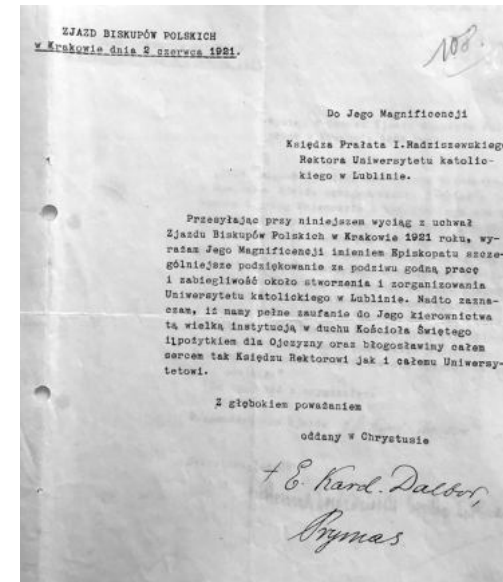 ZJAZD BISKUPÓW POLSKICH
w Krakowie dnia 2 czerwca 1921.
108.
Do Jego Magnificencji
Księdza Prałata I.Radziszewskiego
Rektora Uniwersytetu katolic-
kiego w Lublinie.
Przesyłając przy niniejszem wyciąg z uchwał
Zjazdu Biskupów Polskich w Krakowie 1921 roku, wy-
rażam Jego Magnificencji imieniem Episkopatu szcze-
gólniejsze podziękowanie za podziwu godną pracę
i zabiegliwość około stworzenia i zorganizowania
Uniwersytetu katolickiego w Lublinie. Nadto zazna-
czam, iż mamy pełne zaufanie do Jego kierownictwa
tą wielką instytucją w duchu Kościoła Świętego
i pożytkiem dla Ojczyzny oraz błogosławiny całem
sercem tak Księdzu Rektorowi jak i całemu Uniwersy-
tetowi.
Z głębokiem poważaniem
oddany w Chrystusie
+ E. Kard. Dalbor,
Prymas